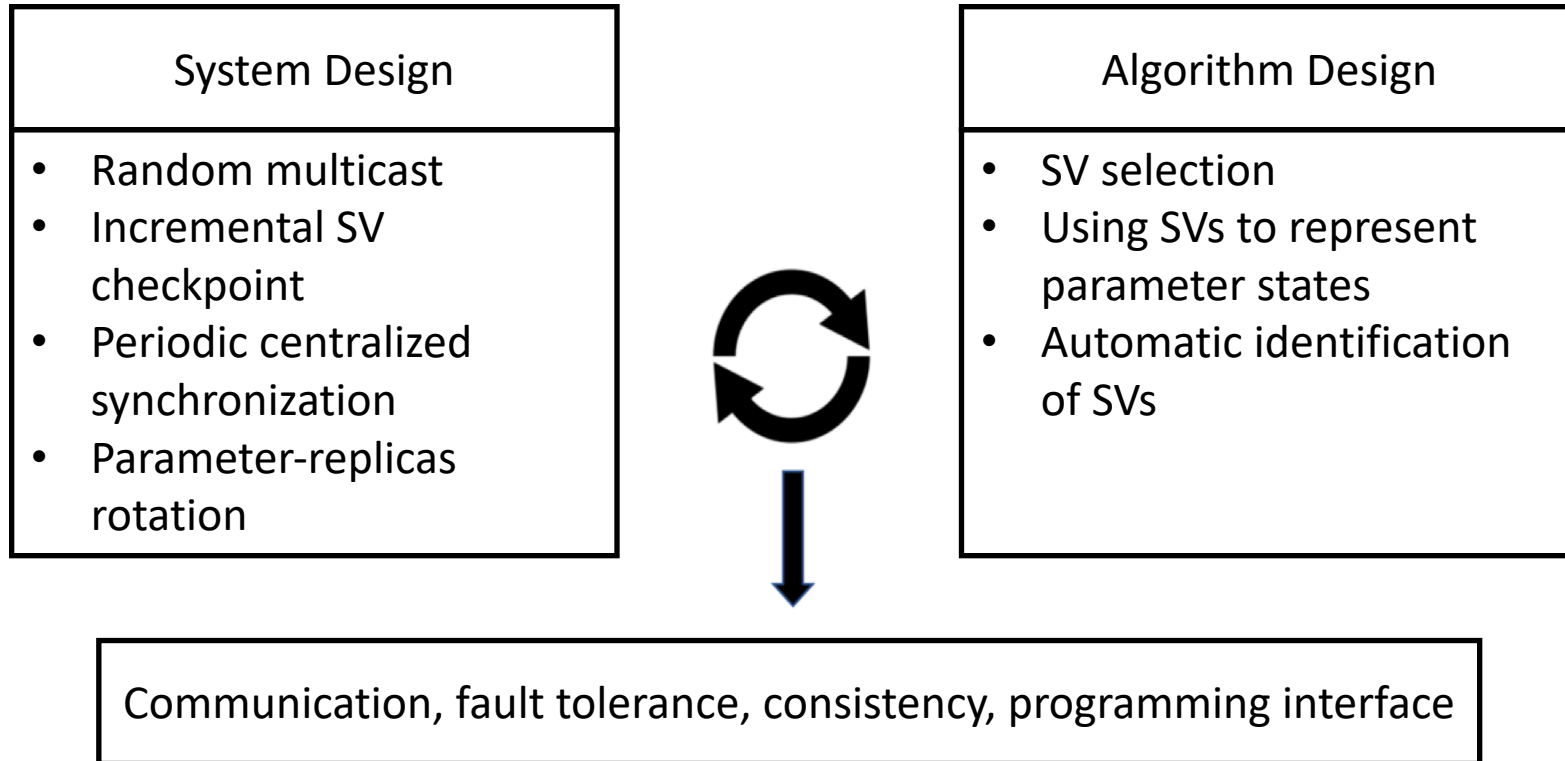 System Design
• Random multicast
• Incremental SV
checkpoint
• Periodic centralized
synchronization
• Parameter-replicas
rotation
Algorithm Design
• SV selection
• Using SVs to represent
parameter states
• Automatic identification
of SVs
Communication, fault tolerance, consistency, programming interface